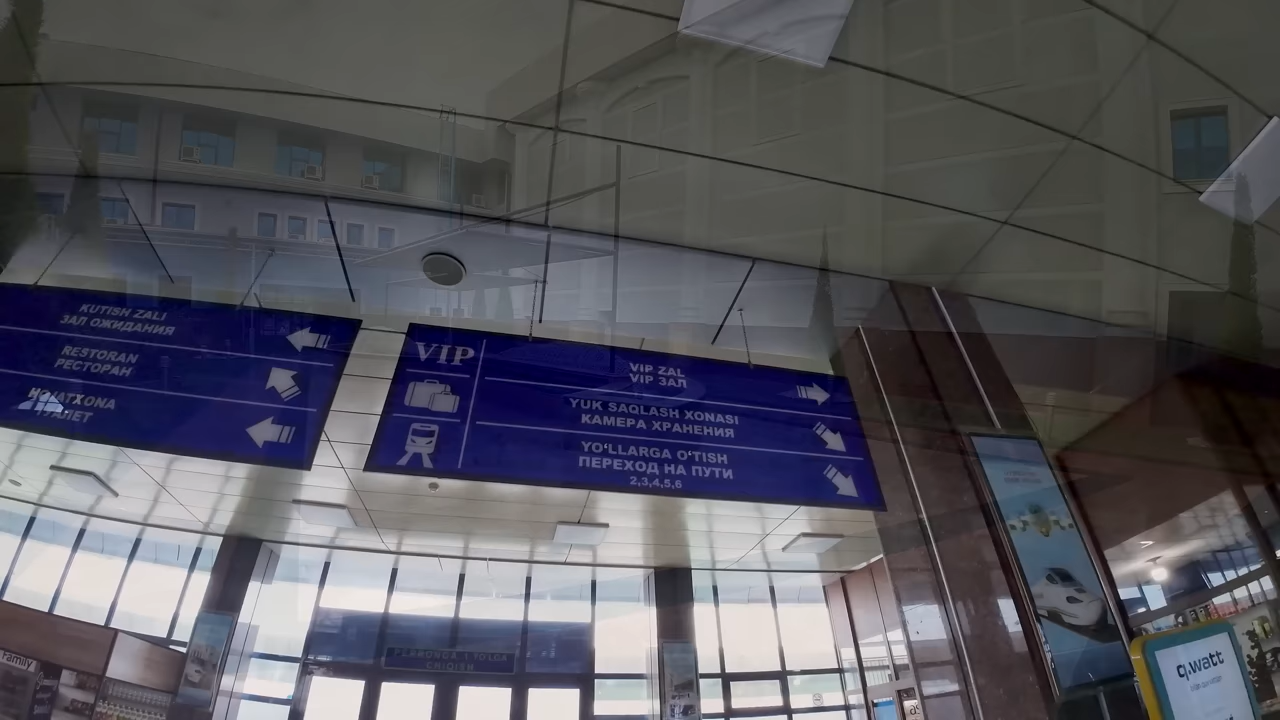 KUTISH ZALI
ЗАЛ ОЖИДАНИЯ
RESTORAN
РЕСТОРАН
VIP
VIP ZAL
VIP ЗАЛ
YUK SAQLASH XONASI
КАМЕРА ХРАНЕНИЯ
YO'LLARGA O'TISH
ПЕРЕХОД НА ПУТИ
2,3,4,5,6
CHIQISH
Family
q.watt